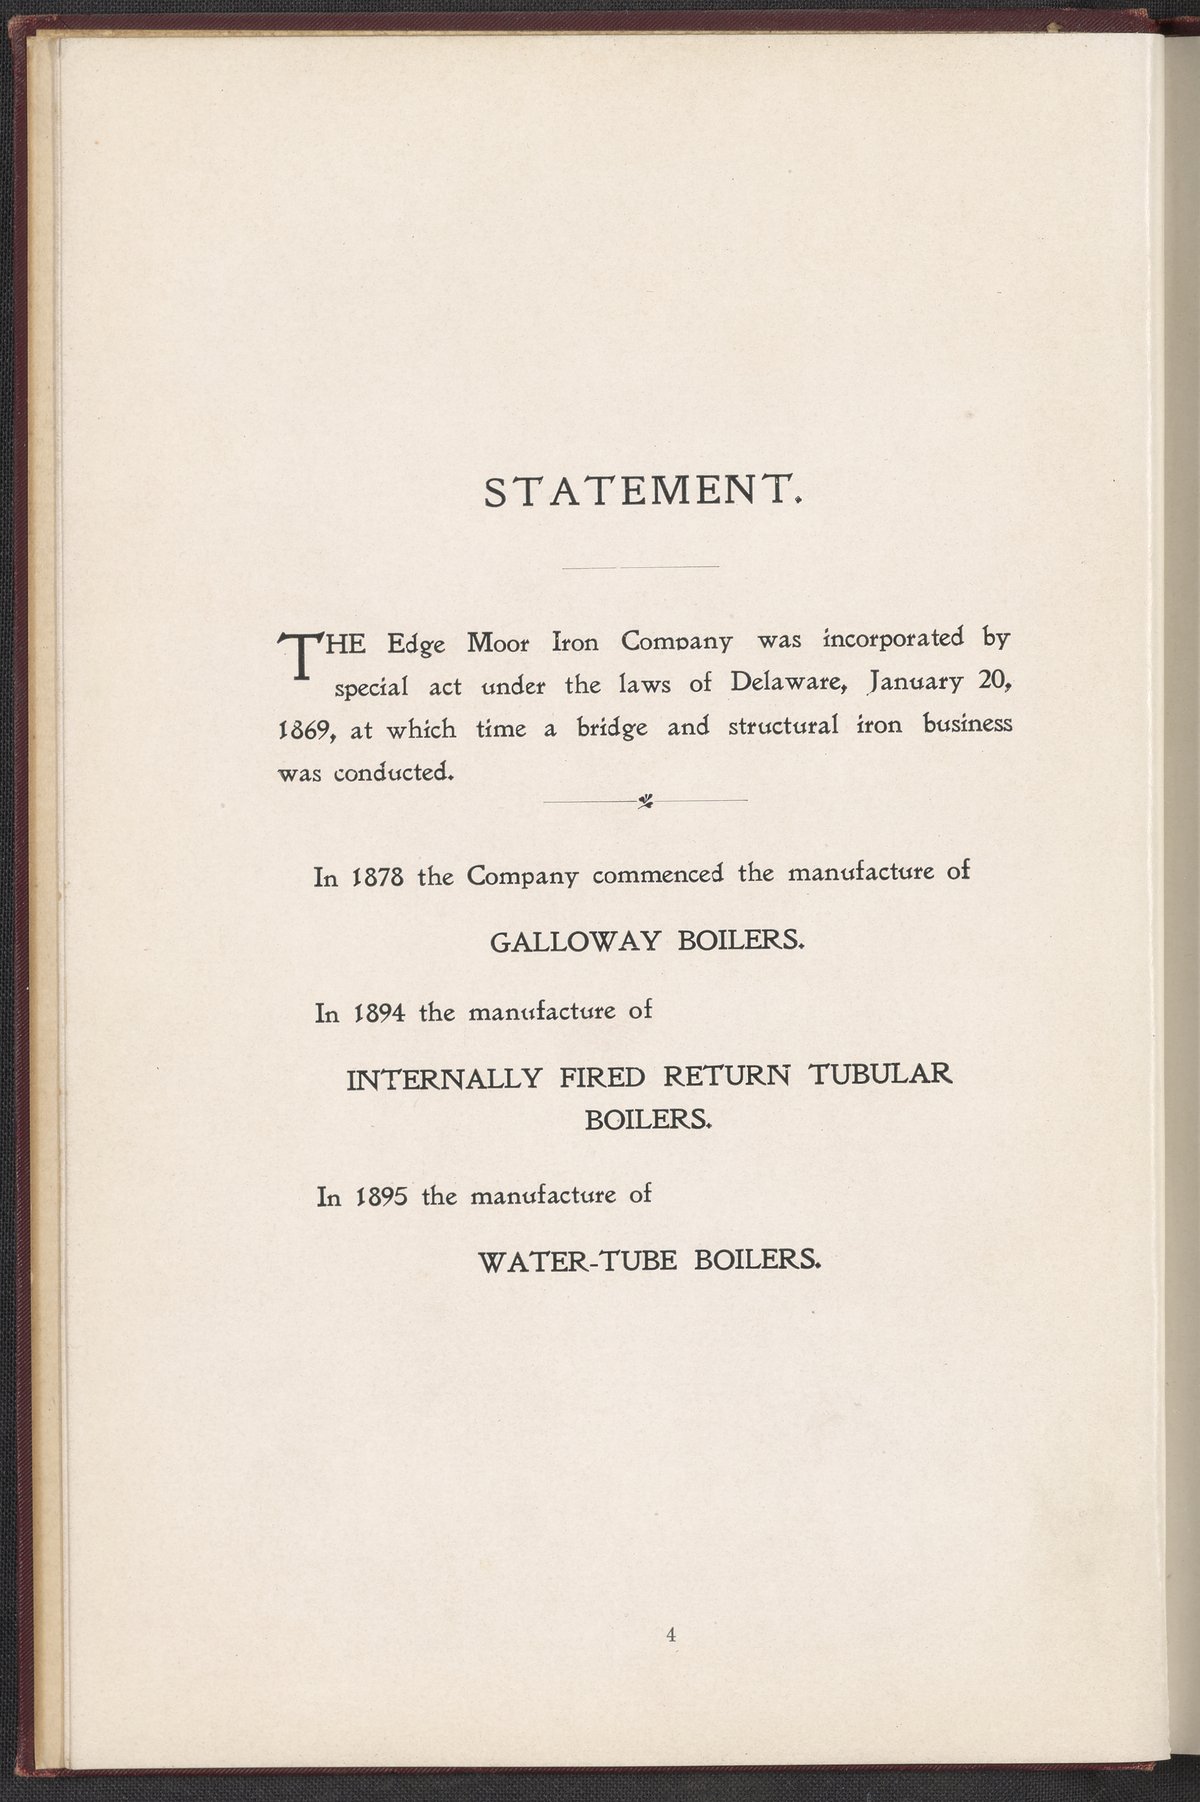 STATEMENT.
THE Edge Moor Iron Company was incorporated by
special act under the laws of Delaware, January 20,
1869, at which time a bridge and structural iron business
was conducted.
In 1878 the Company commenced the manufacture of
GALLOWAY BOILERS.
In 1894 the manufacture of
INTERNALLY FIRED RETURN TUBULAR
BOILERS.
In 1895 the manufacture of
WATER-TUBE BOILERS.
4